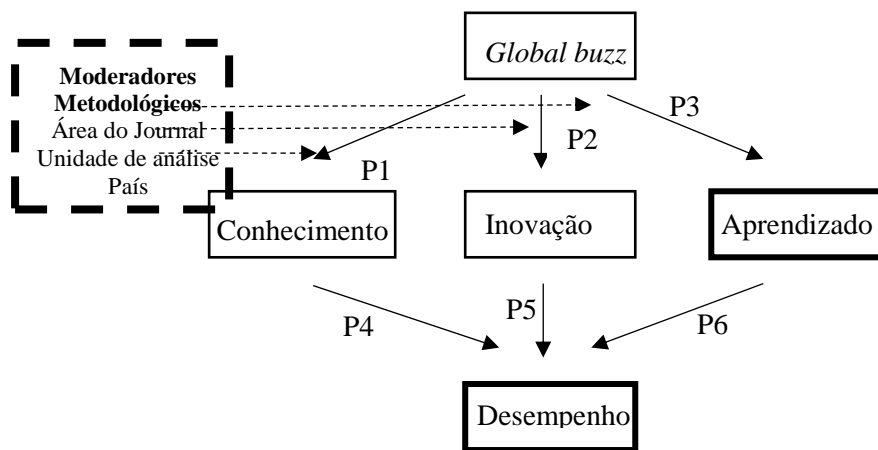 Global buzz
Moderadores
Metodológicos
Área do Journal
Unidade de análise
País
P1
P2
P3
Conhecimento
Inovação
Aprendizado
P4
P5
P6
Desempenho